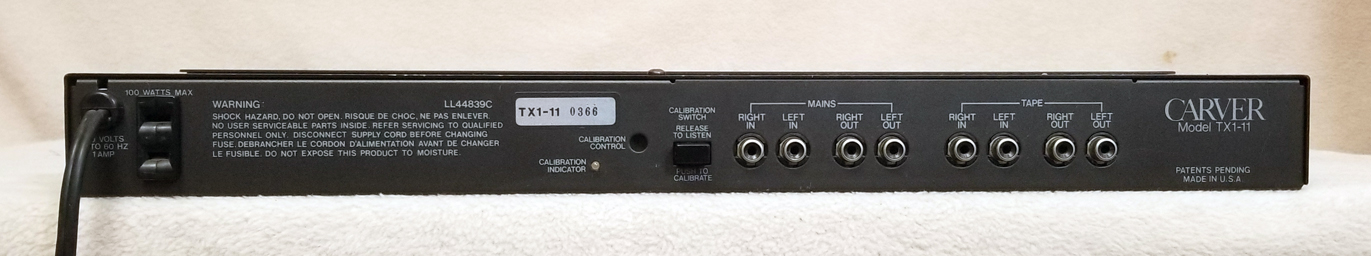 100 WATTS MAX
VOLTS
TO 60 HZ
1 AMP
WARNING: LL44839C
SHOCK HAZARD, DO NOT OPEN. RISQUE DE CHOC, NE PAS ENLEVER.
NO USER SERVICEABLE PARTS INSIDE. REFER SERVICING TO QUALIFIED
PERSONNEL ONLY. DISCONNECT SUPPLY CORD BEFORE CHANGING
FUSE. DEBRANCHER LE CORDON D'ALIMENTATION AVANT DE CHANGER
LE FUSIBLE. DO NOT EXPOSE THIS PRODUCT TO MOISTURE.
TX1-11 0366
CALIBRATION
CONTROL
CALIBRATION
INDICATOR
CALIBRATION
SWITCH
RELEASE
TO LISTEN
PUSH TO
CALIBRATE
MAINS
RIGHT IN
LEFT IN
RIGHT OUT
LEFT OUT
TAPE
RIGHT IN
LEFT IN
RIGHT OUT
LEFT OUT
CARVER
Model TX1-11
PATENTS PENDING
MADE IN U.S.A